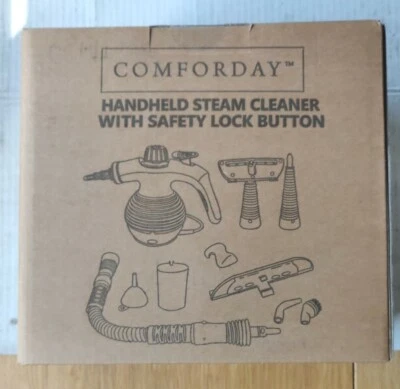 COMFORDAY™
HANDHELD STEAM CLEANER
WITH SAFETY LOCK BUTTON